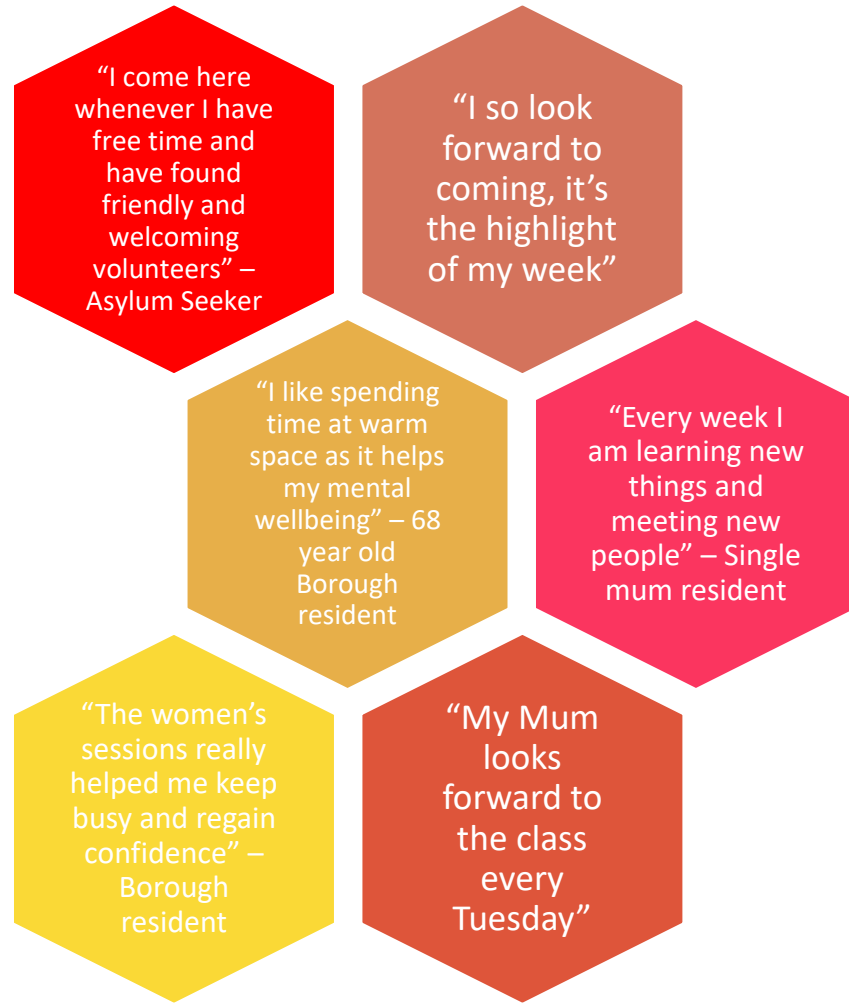 “I come here
whenever I have
free time and
have found
friendly and
welcoming
volunteers” –
Asylum Seeker
“I so look
forward to
coming, it’s
the highlight
of my week”
“I like spending
time at warm
space as it helps
my mental
wellbeing” – 68
year old
Borough
resident
“Every week I
am learning new
things and
meeting new
people” – Single
mum resident
“The women’s
sessions really
helped me keep
busy and regain
confidence” –
Borough
resident
“My Mum
looks
forward to
the class
every
Tuesday”